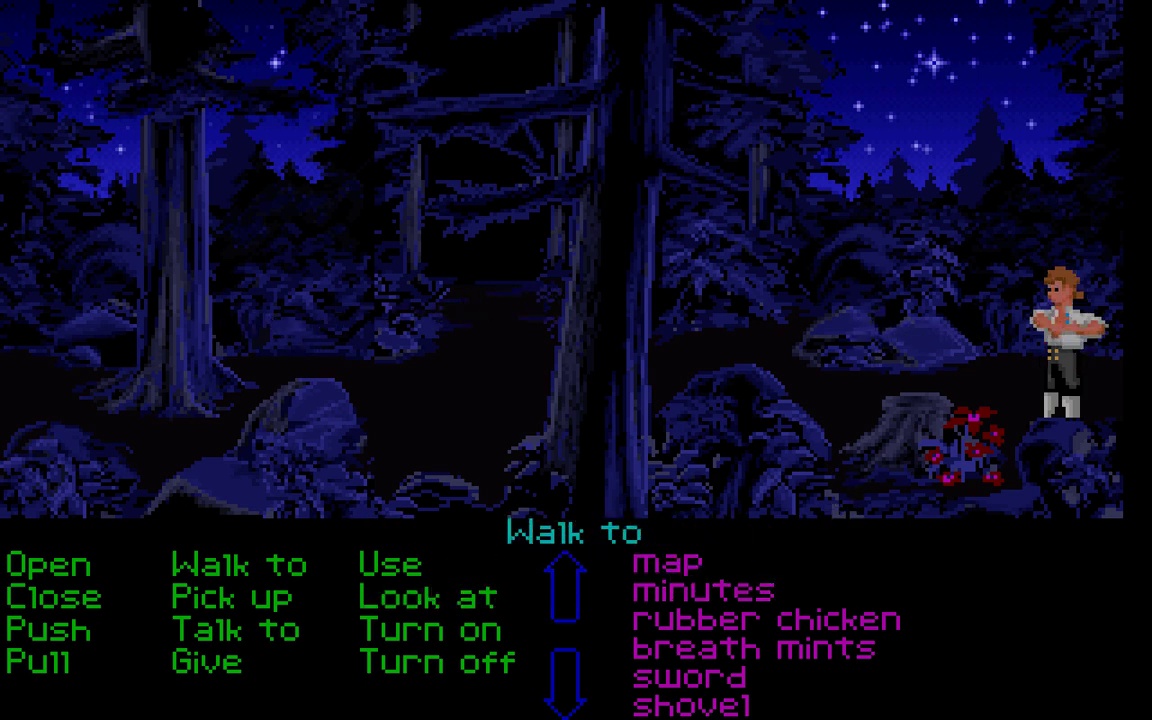 Walk to
Open Walk to Use
Close Pick up Look at
Push Talk to Turn on
Pull Give Turn off
map
minutes
rubber chicken
breath mints
sword
shovel